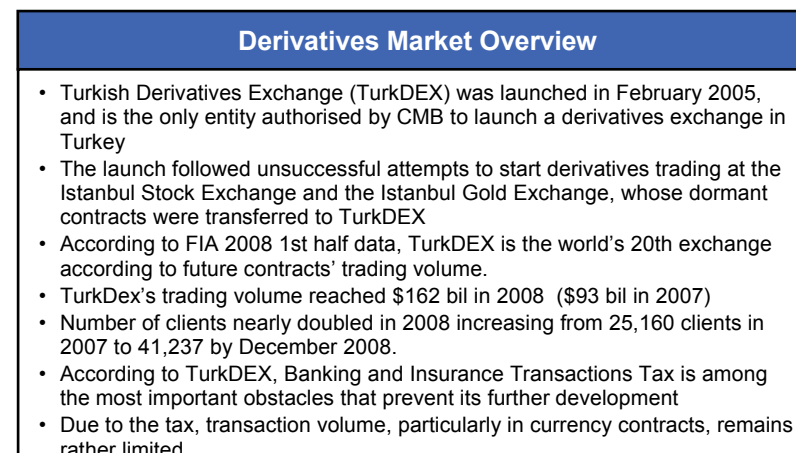 Derivatives Market Overview
• Turkish Derivatives Exchange (TurkDEX) was launched in February 2005,
and is the only entity authorised by CMB to launch a derivatives exchange in
Turkey
• The launch followed unsuccessful attempts to start derivatives trading at the
Istanbul Stock Exchange and the Istanbul Gold Exchange, whose dormant
contracts were transferred to TurkDEX
• According to FIA 2008 1st half data, TurkDEX is the world's 20th exchange
according to future contracts' trading volume.
• TurkDex's trading volume reached $162 bil in 2008 ($93 bil in 2007)
• Number of clients nearly doubled in 2008 increasing from 25,160 clients in
2007 to 41,237 by December 2008.
• According to TurkDEX, Banking and Insurance Transactions Tax is among
the most important obstacles that prevent its further development
• Due to the tax, transaction volume, particularly in currency contracts, remains
rather limited